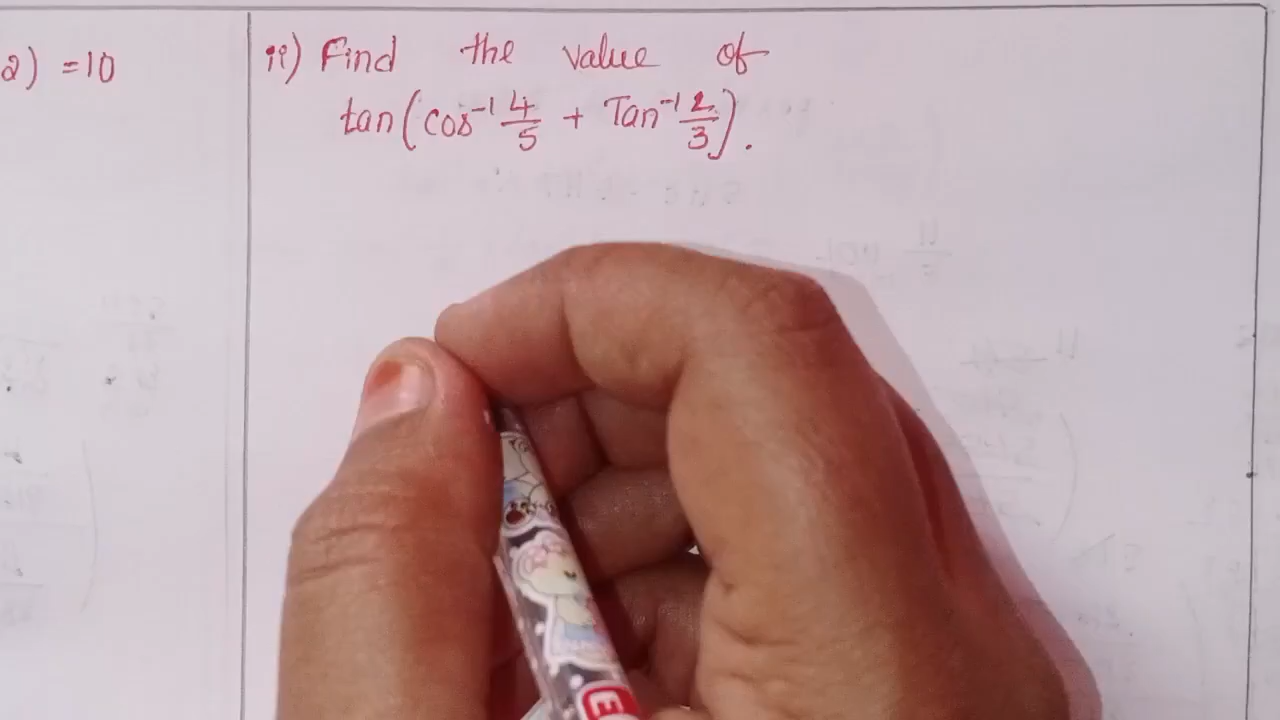 2) =10
ii) Find the value of
tan(cos⁻¹ 4/5 + Tan⁻¹ 2/3).
E